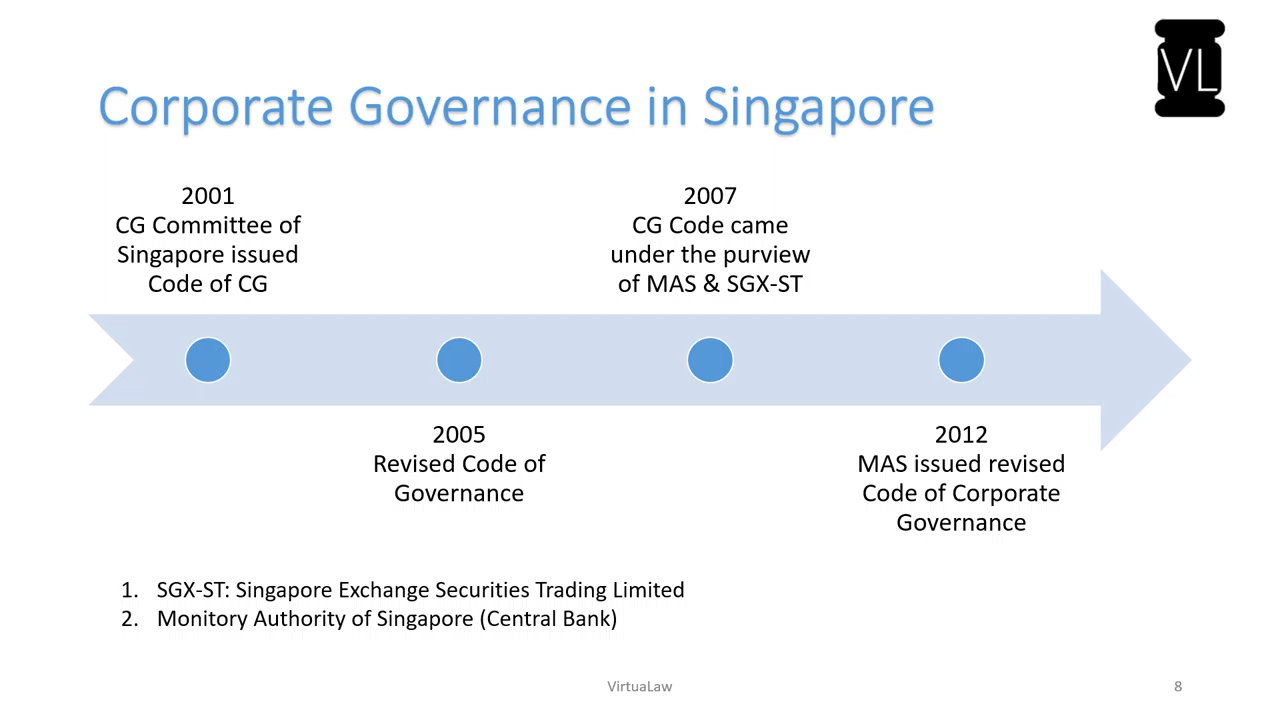 VL
Corporate Governance in Singapore
2001
CG Committee of
Singapore issued
Code of CG
2005
Revised Code of
Governance
2007
CG Code came
under the purview
of MAS & SGX-ST
2012
MAS issued revised
Code of Corporate
Governance
1. SGX-ST: Singapore Exchange Securities Trading Limited
2. Monitory Authority of Singapore (Central Bank)
VirtuaLaw
8